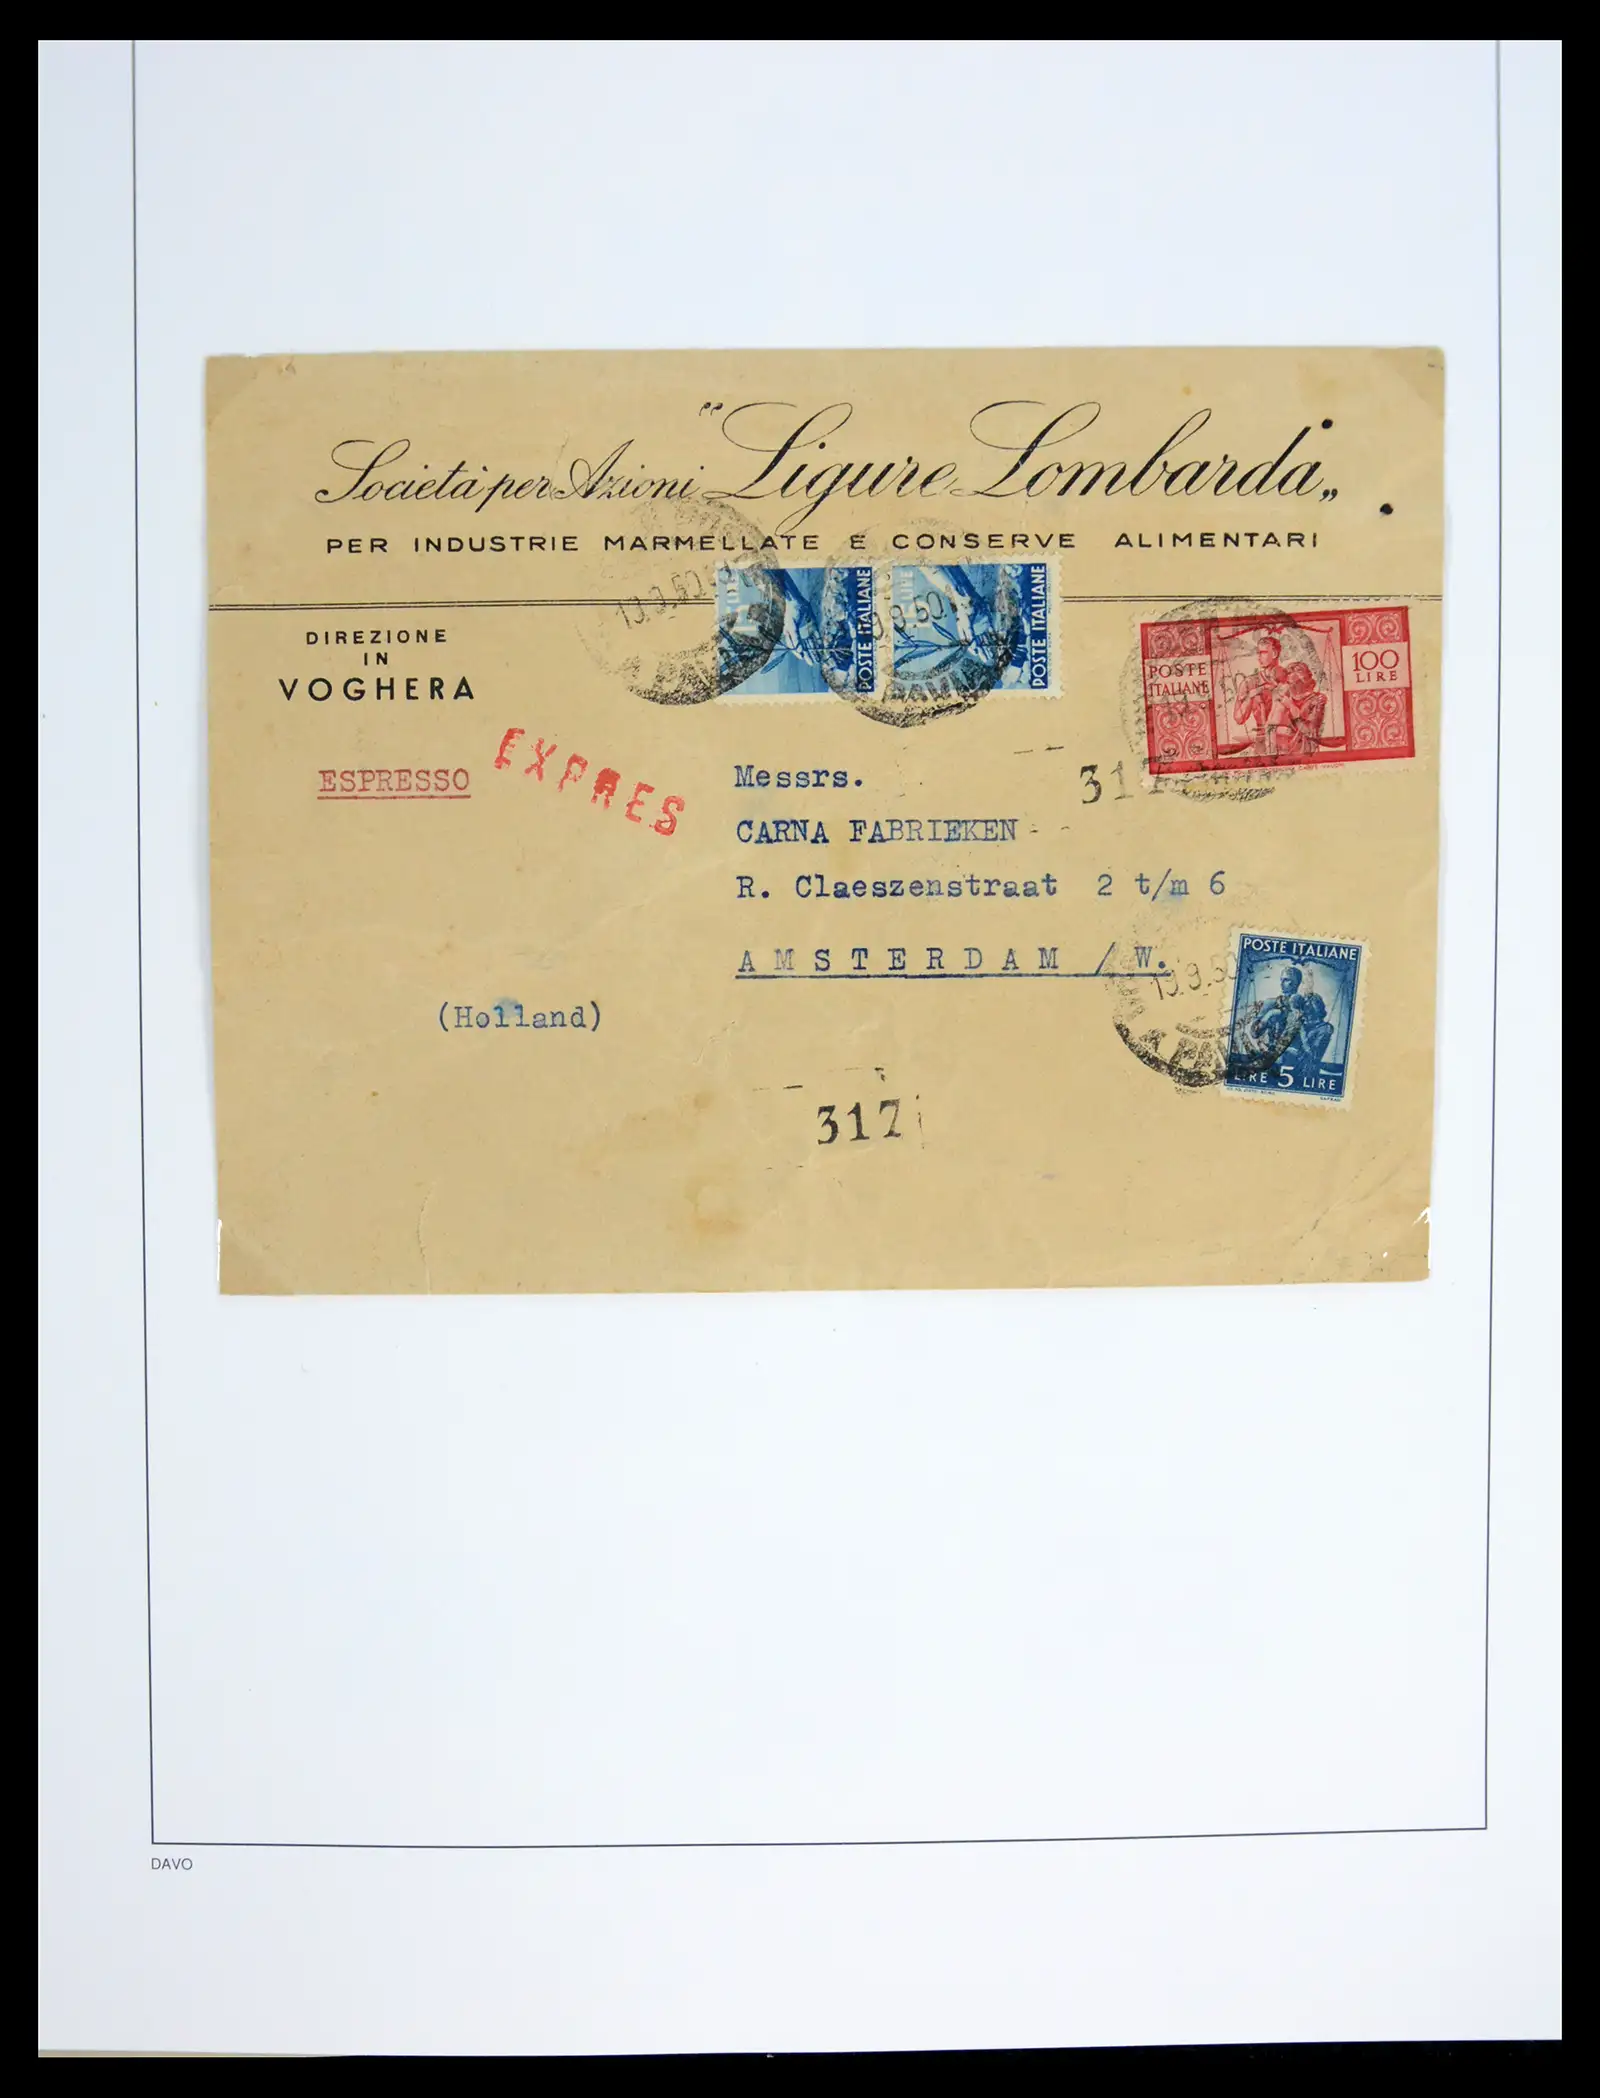 Società per Azioni “Ligure Lombarda„
PER INDUSTRIE MARMELLATE E CONSERVE ALIMENTARI
DIREZIONE
IN
VOGHERA
POSTE ITALIANE
POSTE ITALIANE
POSTE
ITALIANE
100
LIRE
ESPRESSO
EXPRES
Messrs.
317
CARNA FABRIEKEN
R. Claeszenstraat 2 t/m 6
AMSTERDAM /W.
(Holland)
POSTE ITALIANE
LIRE 5 LIRE
317
DAVO